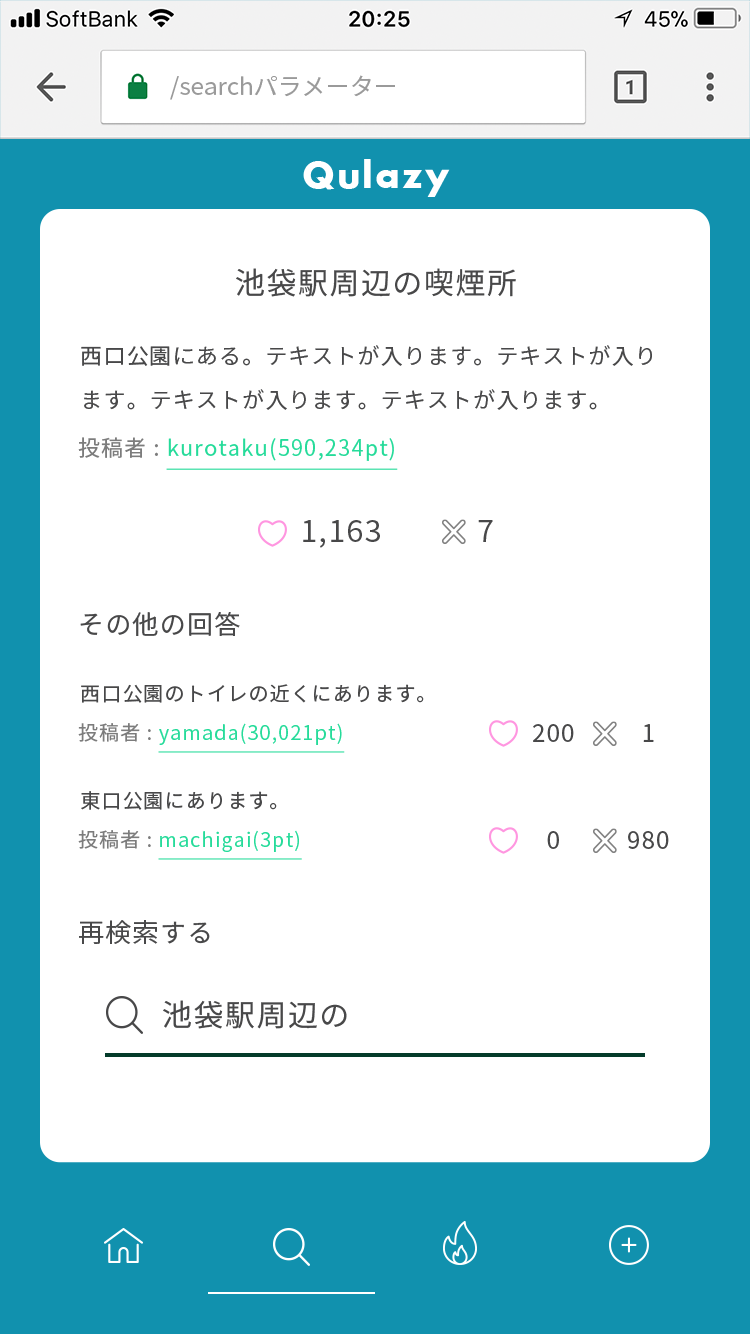 SoftBank 20:25 45%
/searchパラメーター 1
Qulazy
池袋駅周辺の喫煙所
西口公園にある。テキストが入ります。テキストが入り
ます。テキストが入ります。テキストが入ります。
投稿者 : kurotaku(590,234pt)
1,163 7
その他の回答
西口公園のトイレの近くにあります。
投稿者 : yamada(30,021pt) 200 1
東口公園にあります。
投稿者 : machigai(3pt) 0 980
再検索する
池袋駅周辺の